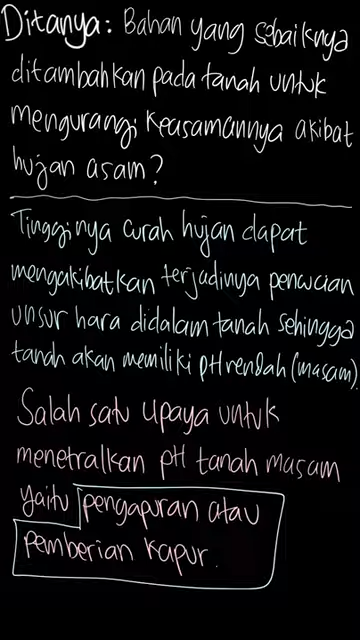 Ditanya: Bahan yang sebaiknya
ditambahkan pada tanah untuk
mengurangi keasamannya akibat
hujan asam?
Tingginya curah hujan dapat
mengakibatkan terjadinya pencucian
unsur hara didalam tanah sehingga
tanah akan memiliki pH rendah (masam)
Salah satu upaya untuk
menetralkan pH tanah masam
yaitu pengapuran atau
pemberian kapur.